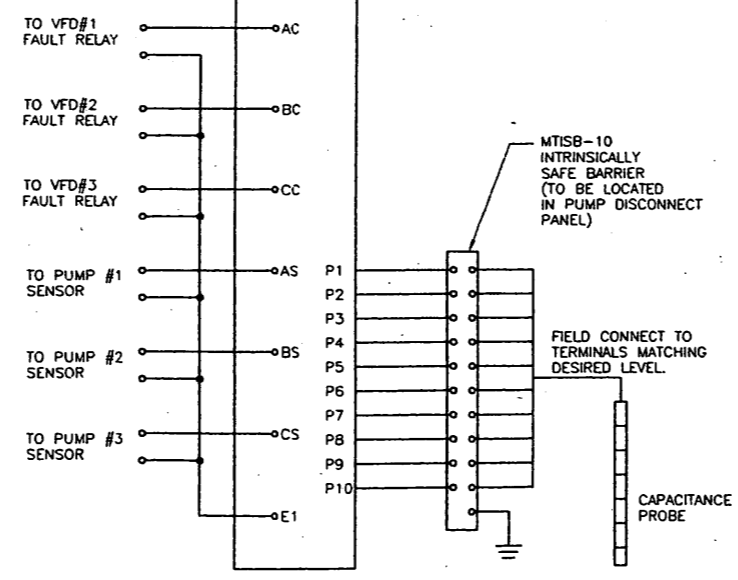 TO VFD#1
FAULT RELAY
AC
TO VFD#2
FAULT RELAY
BC
TO VFD#3
FAULT RELAY
CC
MTISB-10
INTRINSICALLY
SAFE BARRIER
(TO BE LOCATED
IN PUMP DISCONNECT
PANEL)
TO PUMP #1
SENSOR
AS
TO PUMP #2
SENSOR
BS
TO PUMP #3
SENSOR
CS
E1
P1
P2
P3
P4
P5
P6
P7
P8
P9
P10
FIELD CONNECT TO
TERMINALS MATCHING
DESIRED LEVEL.
CAPACITANCE
PROBE